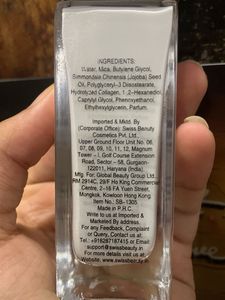 INGREDIENTS:
Water, Mica, Butylene Glycol,
Simmondsia Chinensis (Jojoba) Seed
Oil, Polyglyceryl-3 Diisostearate,
Hydrolyzed Collagen, 1,2-Hexanediol,
Caprylyl Glycol, Phenoxyethanol,
Ethylhexylglycerin, Parfum.
Imported & Mktd. By
(Corporate Office): Swiss Beauty
Cosmetics Pvt. Ltd.
Upper Ground Floor Unit No. 06,
07, 08, 09, 10, 11, 12, Magnum
Tower – I, Golf Course Extension
Road, Sector – 58, Gurgaon-
122011, Haryana (India).
Mfg. For: Global Beauty Group Ltd.
RM 2914C, 29/F Ho King Commercial
Centre, 2–16 FA Yuen Street,
Mongkok, Kowloon Hong Kong
Item No: SB-1305
Made in P.R.C.
Write to us at Imported &
Marketed By address.
For any Feedback, Complaint
or Query, Contact us at:
Tel: +918287187415 Email us at
support@swissbeauty.in
For more details visit us at
Website. www.swissbeauty.in